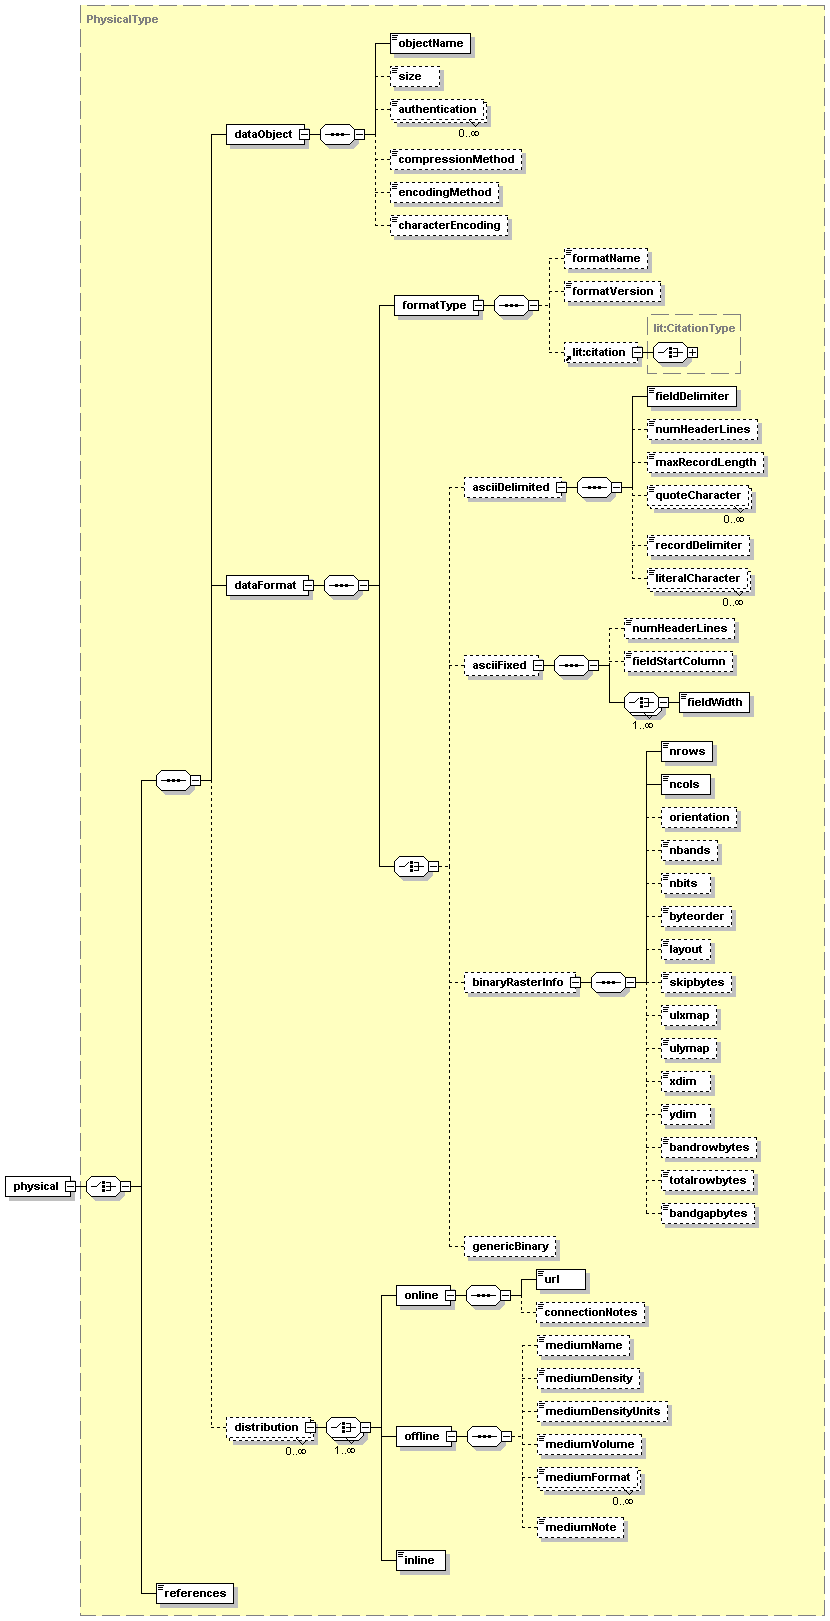 PhysicalType
objectName
size
authentication
0..∞
dataObject
compressionMethod
encodingMethod
characterEncoding
formatName
formatVersion
formatType
lit:CitationType
lit:citation
fieldDelimiter
numHeaderLines
maxRecordLength
asciiDelimited
quoteCharacter
0..∞
recordDelimiter
literalCharacter
0..∞
dataFormat
numHeaderLines
fieldStartColumn
asciiFixed
fieldWidth
1..∞
nrows
ncols
orientation
nbands
nbits
byteorder
layout
binaryRasterInfo
skipbytes
ulxmap
ulymap
xdim
ydim
bandrowbytes
totalrowbytes
bandgapbytes
physical
genericBinary
url
online
connectionNotes
mediumName
mediumDensity
mediumDensityUnits
distribution
0..∞
1..∞
offline
mediumVolume
mediumFormat
0..∞
mediumNote
inline
references